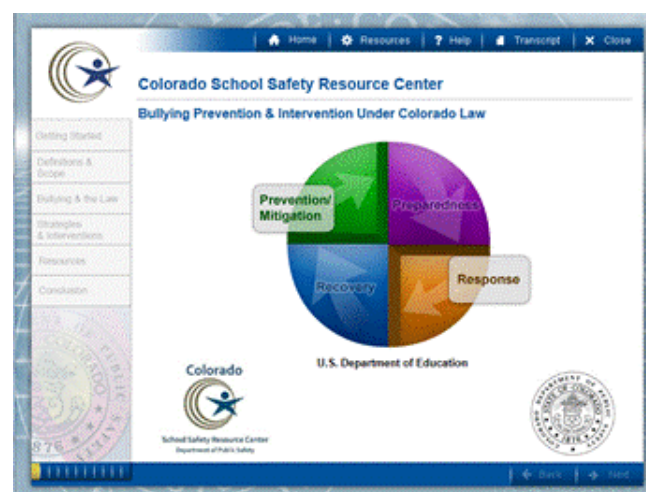 Home
Resources
? Help
Transcript
X Close
Colorado School Safety Resource Center
Bullying Prevention & Intervention Under Colorado Law
Getting Started
Definitions &
Scope
Bullying & the Law
Strategies
& Interventions
Resources
Conclusion
Prevention/
Mitigation
Preparedness
Recovery
Response
U.S. Department of Education
Colorado
School Safety Resource Center
Department of Public Safety
1876
Back
Next